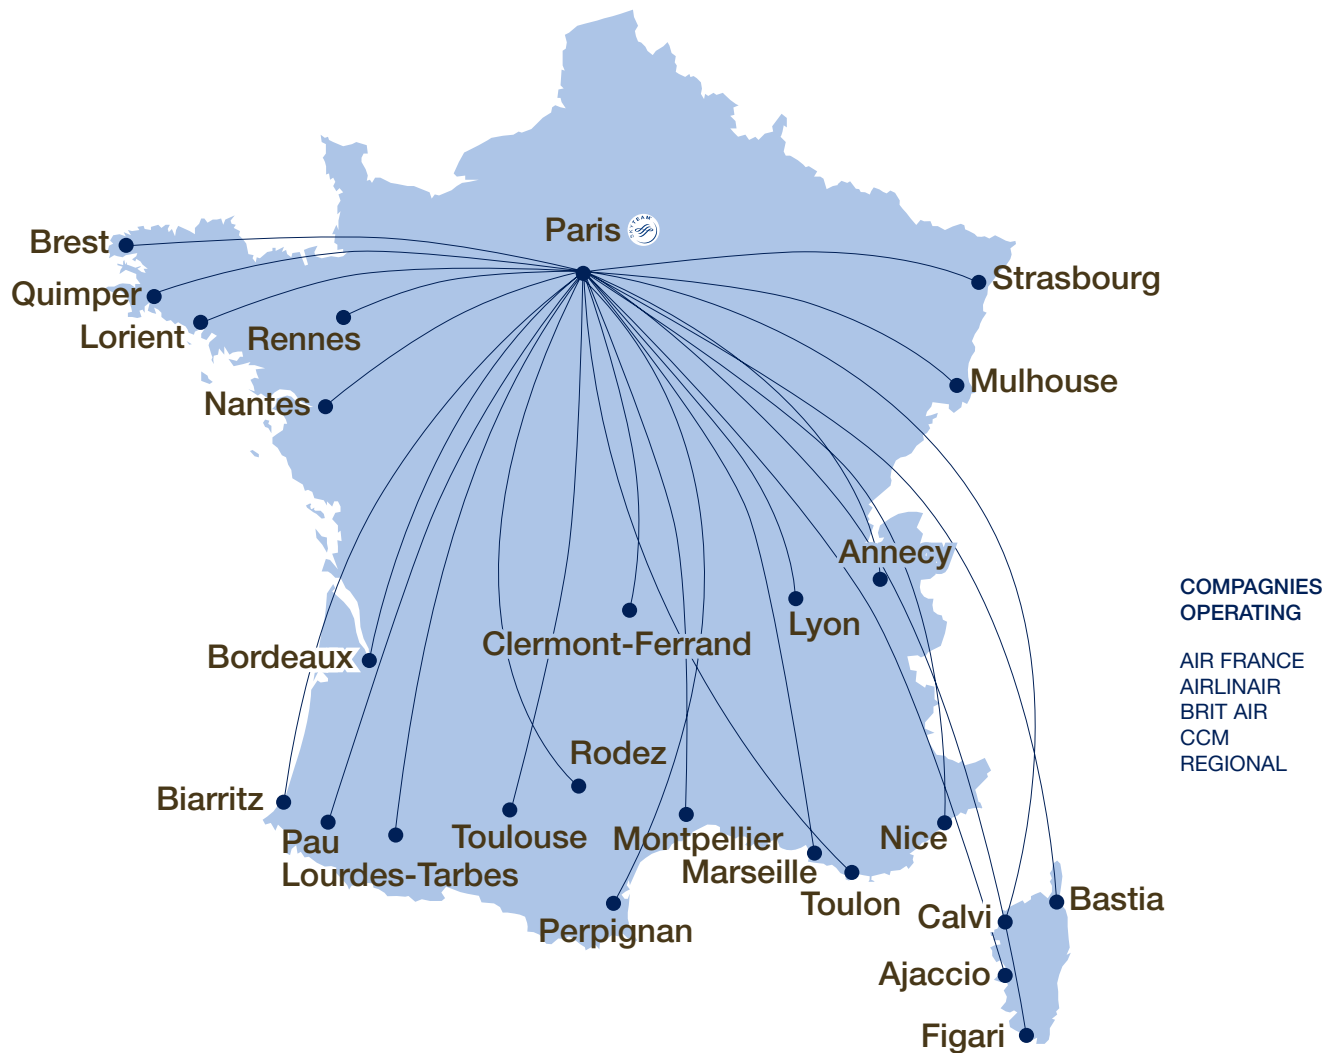 Paris
SKYTEAM
Brest
Strasbourg
Quimper
Lorient
Rennes
Mulhouse
Nantes
Annecy
COMPAGNIES
OPERATING
Lyon
Clermont-Ferrand
Bordeaux
AIR FRANCE
AIRLINAIR
BRIT AIR
CCM
REGIONAL
Rodez
Biarritz
Pau
Toulouse
Montpellier
Nice
Lourdes-Tarbes
Marseille
Toulon
Perpignan
Calvi
Bastia
Ajaccio
Figari